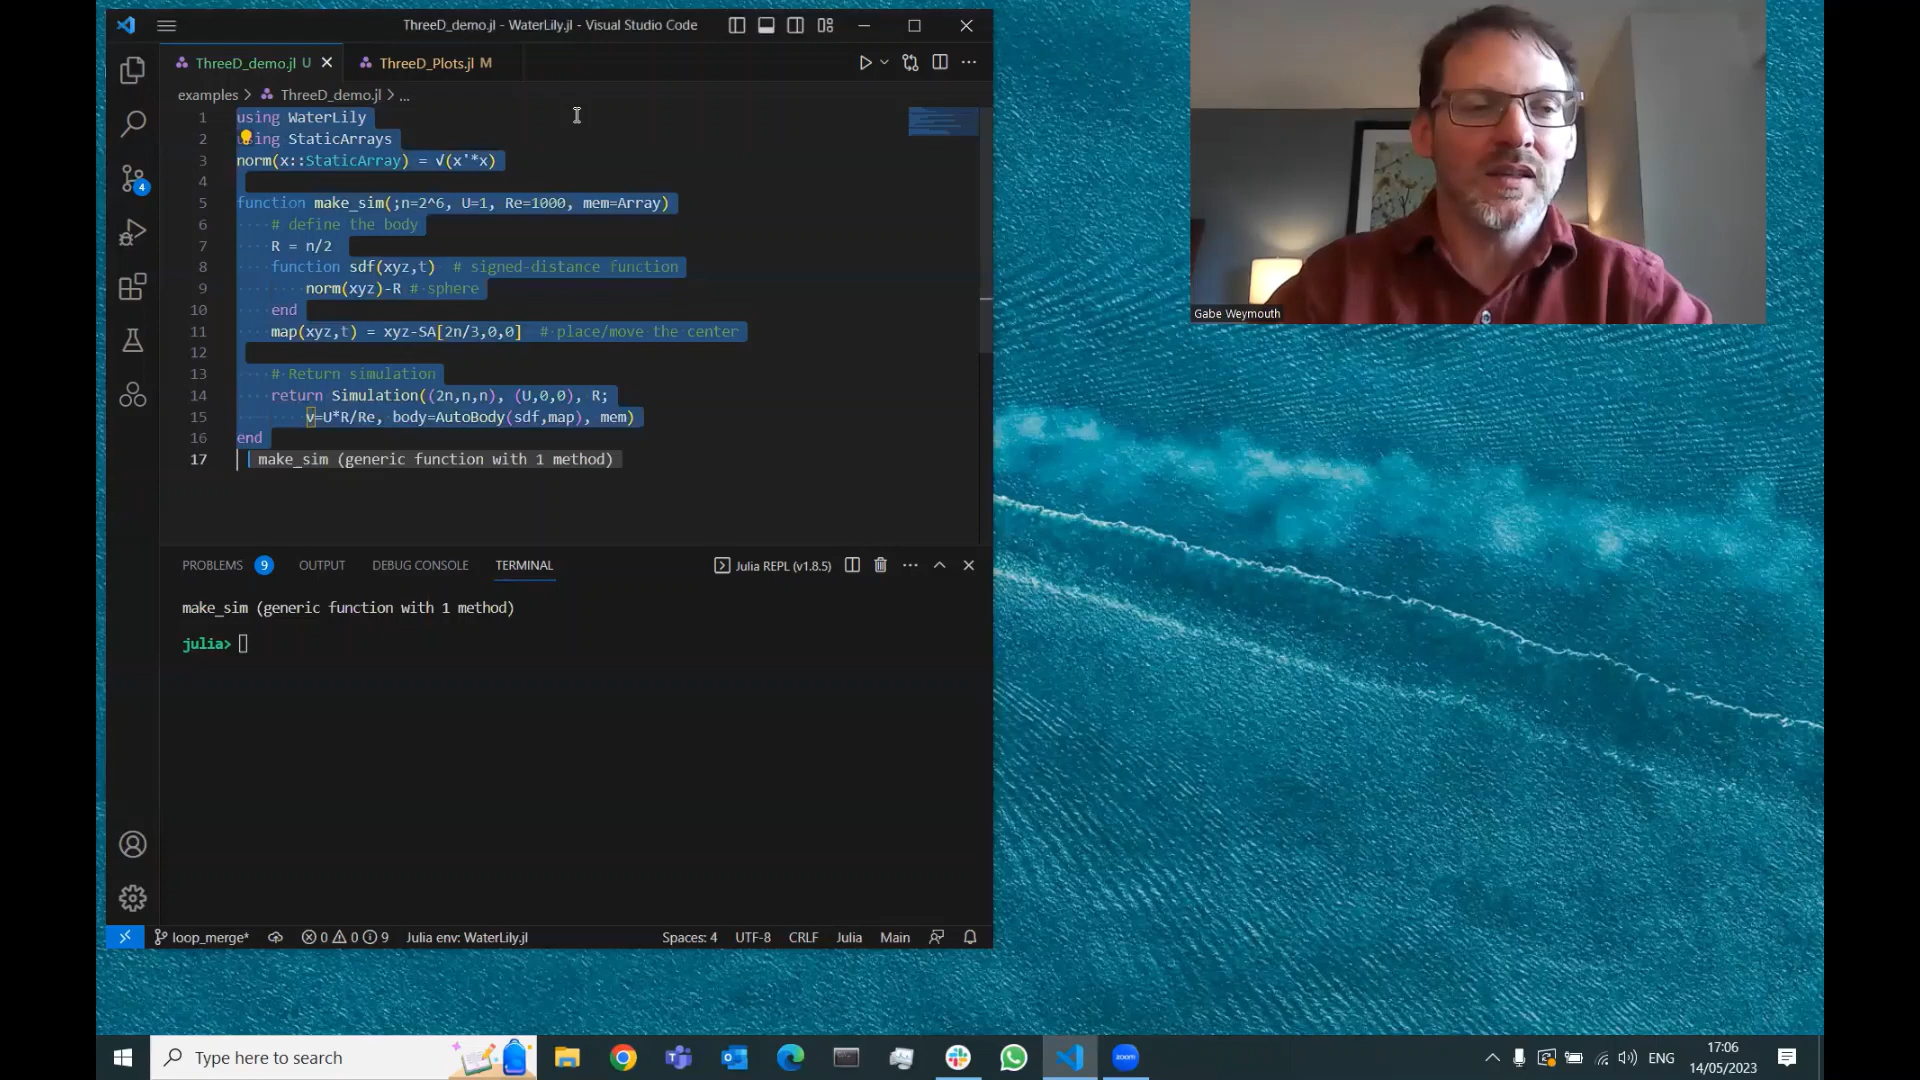 ThreeD_demo.jl - WaterLily.jl - Visual Studio Code
ThreeD_demo.jl U
ThreeD_Plots.jl M
examples > ThreeD_demo.jl > ...
1 using WaterLily
2 using StaticArrays
3 norm(x::StaticArray) = √(x'*x)
4
5 function make_sim(;n=2^6, U=1, Re=1000, mem=Array)
6 # define the body
7 R = n/2
8 function sdf(xyz,t) # signed-distance function
9 norm(xyz)-R # sphere
10 end
11 map(xyz,t) = xyz-SA[2n/3,0,0] # place/move the center
12
13 # Return simulation
14 return Simulation((2n,n,n), (U,0,0), R;
15 ν=U*R/Re, body=AutoBody(sdf,map), mem)
16 end
17 make_sim (generic function with 1 method)
4
PROBLEMS 9 OUTPUT DEBUG CONSOLE TERMINAL Julia REPL (v1.8.5)
make_sim (generic function with 1 method)
julia>
loop_merge* 0 0 9 Julia env: WaterLily.jl Spaces: 4 UTF-8 CRLF Julia Main
Gabe Weymouth
Type here to search
zoom
ENG
17:06
14/05/2023